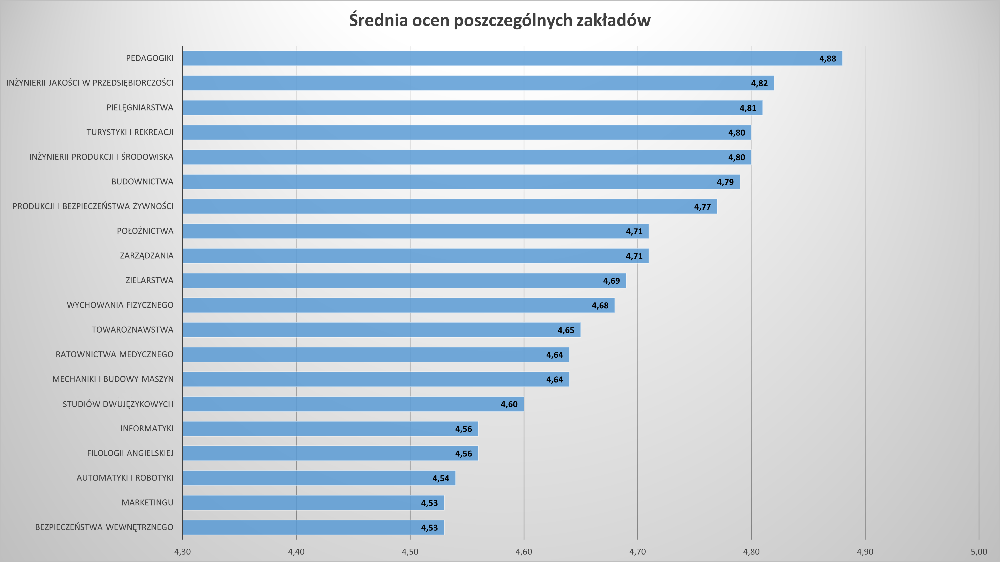 Średnia ocen poszczególnych zakładów
PEDAGOGIKI 4,88
INŻYNIERII JAKOŚCI W PRZEDSIĘBIORCZOŚCI 4,82
PIELĘGNIARSTWA 4,81
TURYSTYKI I REKREACJI 4,80
INŻYNIERII PRODUKCJI I ŚRODOWISKA 4,80
BUDOWNICTWA 4,79
PRODUKCJI I BEZPIECZEŃSTWA ŻYWNOŚCI 4,77
POŁOŻNICTWA 4,71
ZARZĄDZANIA 4,71
ZIELARSTWA 4,69
WYCHOWANIA FIZYCZNEGO 4,68
TOWAROZNAWSTWA 4,65
RATOWNICTWA MEDYCZNEGO 4,64
MECHANIKI I BUDOWY MASZYN 4,64
STUDIÓW DWUJĘZYKOWYCH 4,60
INFORMATYKI 4,56
FILOLOGII ANGIELSKIEJ 4,56
AUTOMATYKI I ROBOTYKI 4,54
MARKETINGU 4,53
BEZPIECZEŃSTWA WEWNĘTRZNEGO 4,53
4,30 4,40 4,50 4,60 4,70 4,80 4,90 5,00